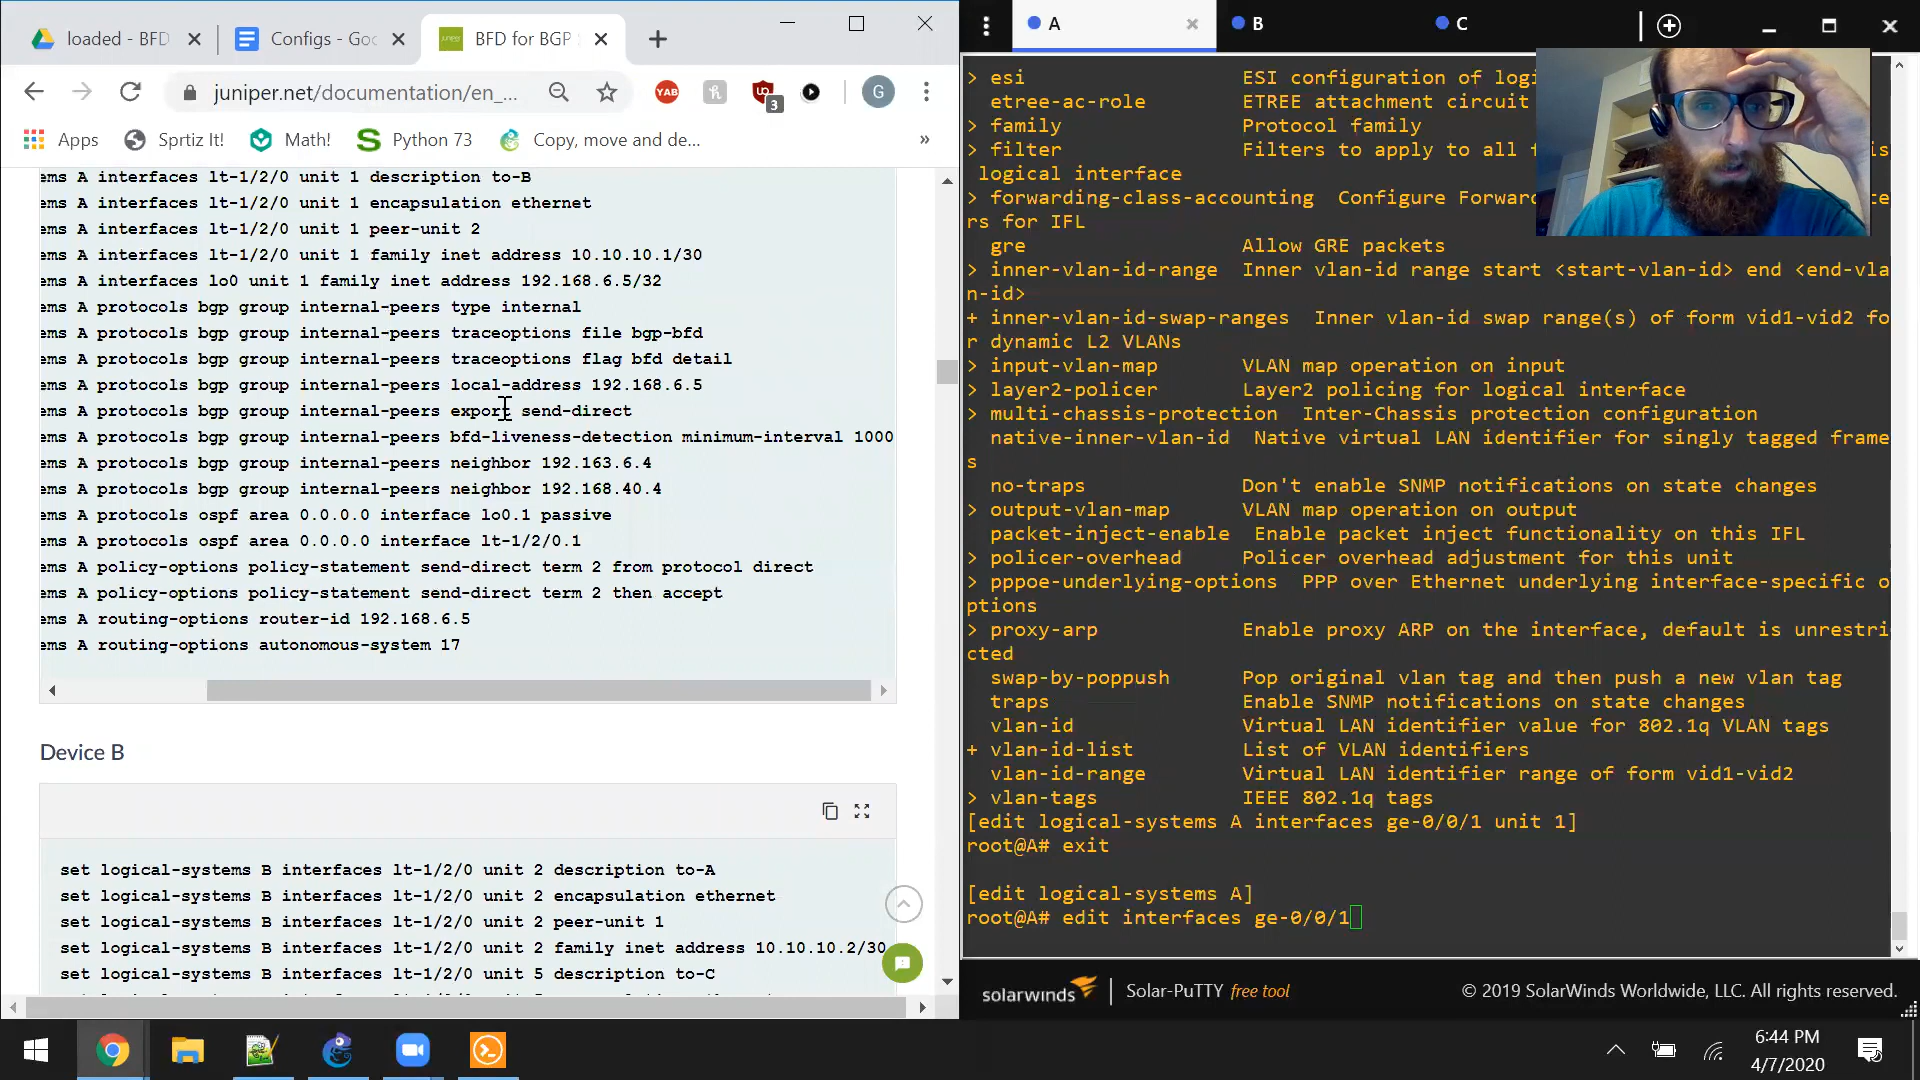 loaded - BFD
Configs - Goo
BFD for BGP
juniper.net/documentation/en_...
YAB
3
G
Apps
Sprtiz It!
Math!
Python 73
Copy, move and de...
»
ems A interfaces lt-1/2/0 unit 1 description to-B
ems A interfaces lt-1/2/0 unit 1 encapsulation ethernet
ems A interfaces lt-1/2/0 unit 1 peer-unit 2
ems A interfaces lt-1/2/0 unit 1 family inet address 10.10.10.1/30
ems A interfaces lo0 unit 1 family inet address 192.168.6.5/32
ems A protocols bgp group internal-peers type internal
ems A protocols bgp group internal-peers traceoptions file bgp-bfd
ems A protocols bgp group internal-peers traceoptions flag bfd detail
ems A protocols bgp group internal-peers local-address 192.168.6.5
ems A protocols bgp group internal-peers export send-direct
ems A protocols bgp group internal-peers bfd-liveness-detection minimum-interval 1000
ems A protocols bgp group internal-peers neighbor 192.163.6.4
ems A protocols bgp group internal-peers neighbor 192.168.40.4
ems A protocols ospf area 0.0.0.0 interface lo0.1 passive
ems A protocols ospf area 0.0.0.0 interface lt-1/2/0.1
ems A policy-options policy-statement send-direct term 2 from protocol direct
ems A policy-options policy-statement send-direct term 2 then accept
ems A routing-options router-id 192.168.6.5
ems A routing-options autonomous-system 17
Device B
set logical-systems B interfaces lt-1/2/0 unit 2 description to-A
set logical-systems B interfaces lt-1/2/0 unit 2 encapsulation ethernet
set logical-systems B interfaces lt-1/2/0 unit 2 peer-unit 1
set logical-systems B interfaces lt-1/2/0 unit 2 family inet address 10.10.10.2/30
set logical-systems B interfaces lt-1/2/0 unit 5 description to-C
A
B
C
> esi ESI configuration of logi
etree-ac-role ETREE attachment circuit
> family Protocol family
> filter Filters to apply to all f is
logical interface
> forwarding-class-accounting Configure Forward ter
rs for IFL
gre Allow GRE packets
> inner-vlan-id-range Inner vlan-id range start <start-vlan-id> end <end-vla
n-id>
+ inner-vlan-id-swap-ranges Inner vlan-id swap range(s) of form vid1-vid2 fo
r dynamic L2 VLANs
> input-vlan-map VLAN map operation on input
> layer2-policer Layer2 policing for logical interface
> multi-chassis-protection Inter-Chassis protection configuration
native-inner-vlan-id Native virtual LAN identifier for singly tagged frame
s
no-traps Don't enable SNMP notifications on state changes
> output-vlan-map VLAN map operation on output
packet-inject-enable Enable packet inject functionality on this IFL
> policer-overhead Policer overhead adjustment for this unit
> pppoe-underlying-options PPP over Ethernet underlying interface-specific o
ptions
> proxy-arp Enable proxy ARP on the interface, default is unrestri
cted
swap-by-poppush Pop original vlan tag and then push a new vlan tag
traps Enable SNMP notifications on state changes
vlan-id Virtual LAN identifier value for 802.1q VLAN tags
+ vlan-id-list List of VLAN identifiers
vlan-id-range Virtual LAN identifier range of form vid1-vid2
> vlan-tags IEEE 802.1q tags
[edit logical-systems A interfaces ge-0/0/1 unit 1]
root@A# exit
[edit logical-systems A]
root@A# edit interfaces ge-0/0/1
solarwinds | Solar-PuTTY free tool
© 2019 SolarWinds Worldwide, LLC. All rights reserved.
6:44 PM
4/7/2020